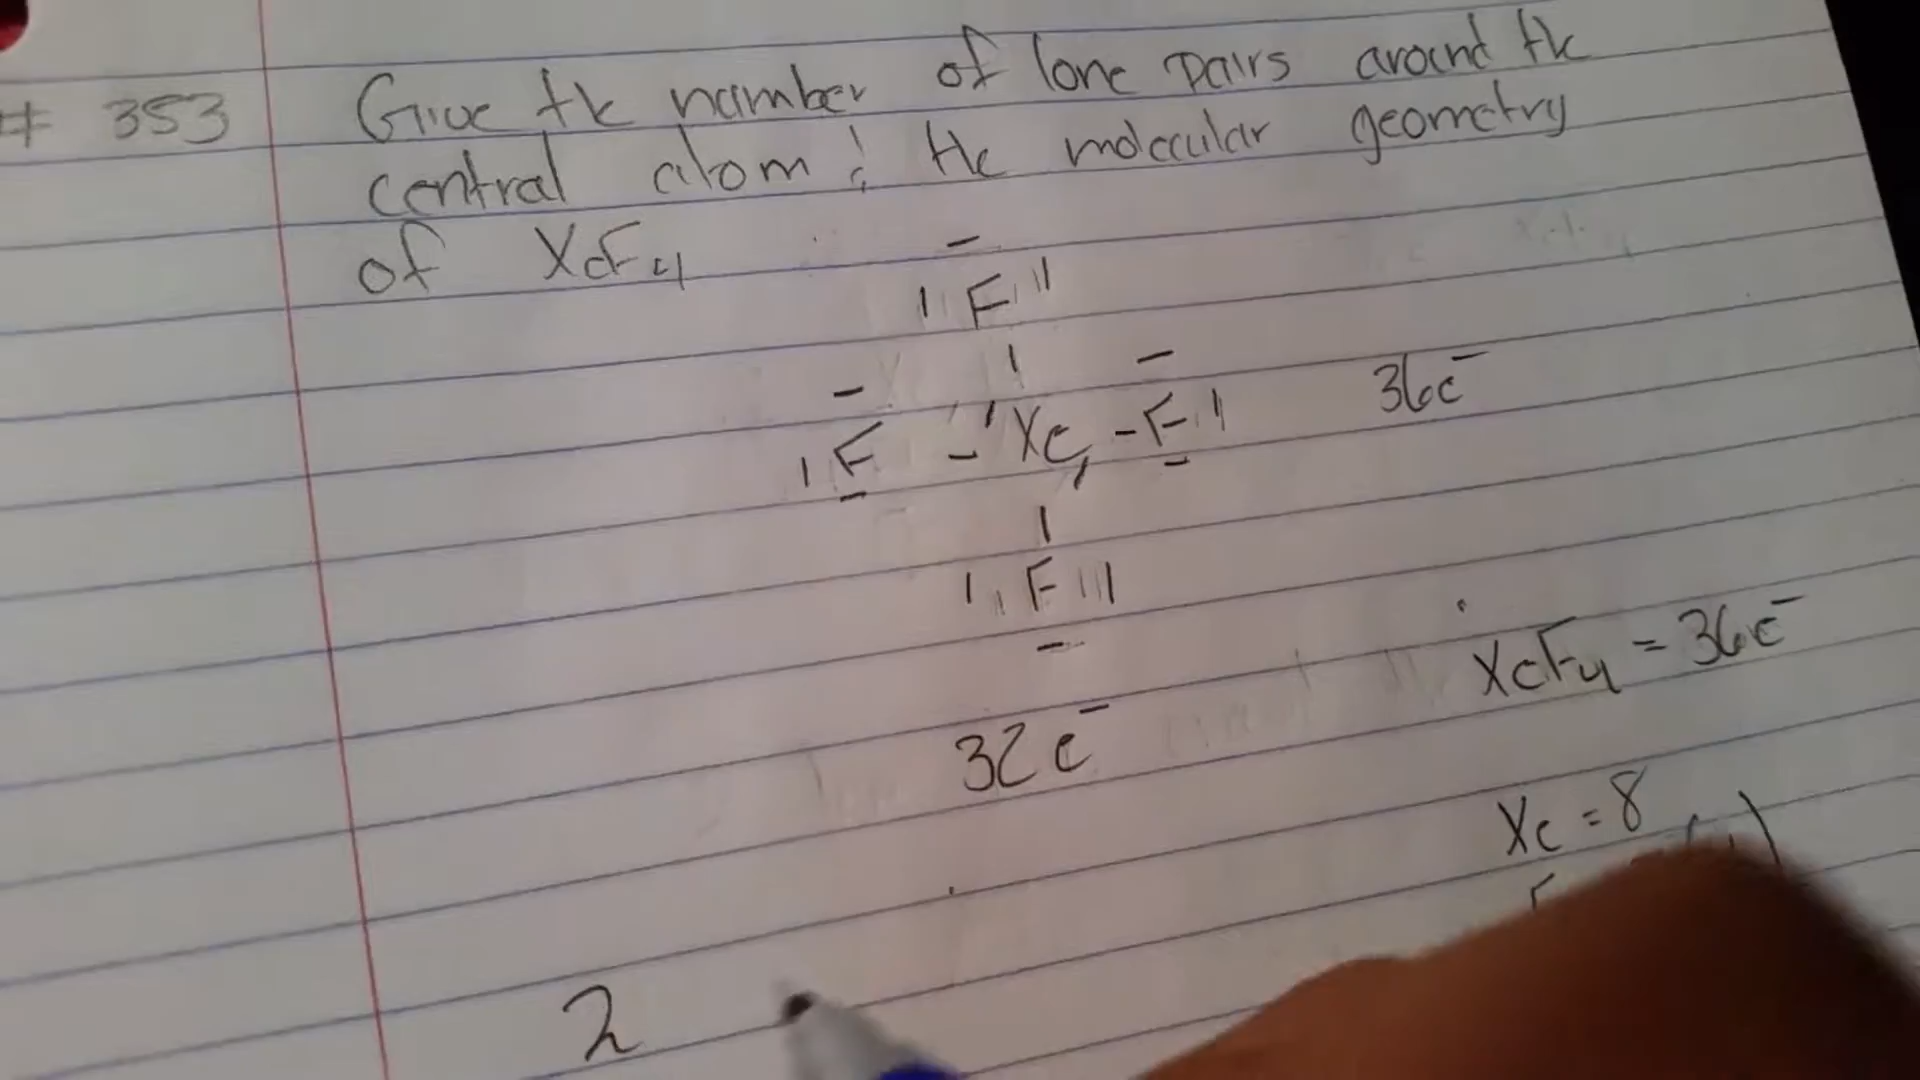 # 353
Give the number of lone pairs around the
central atom & the molecular geometry
of XeF4
F
F - Xe - F 36e-
F
XeF4 = 36e-
32e-
Xe = 8
2